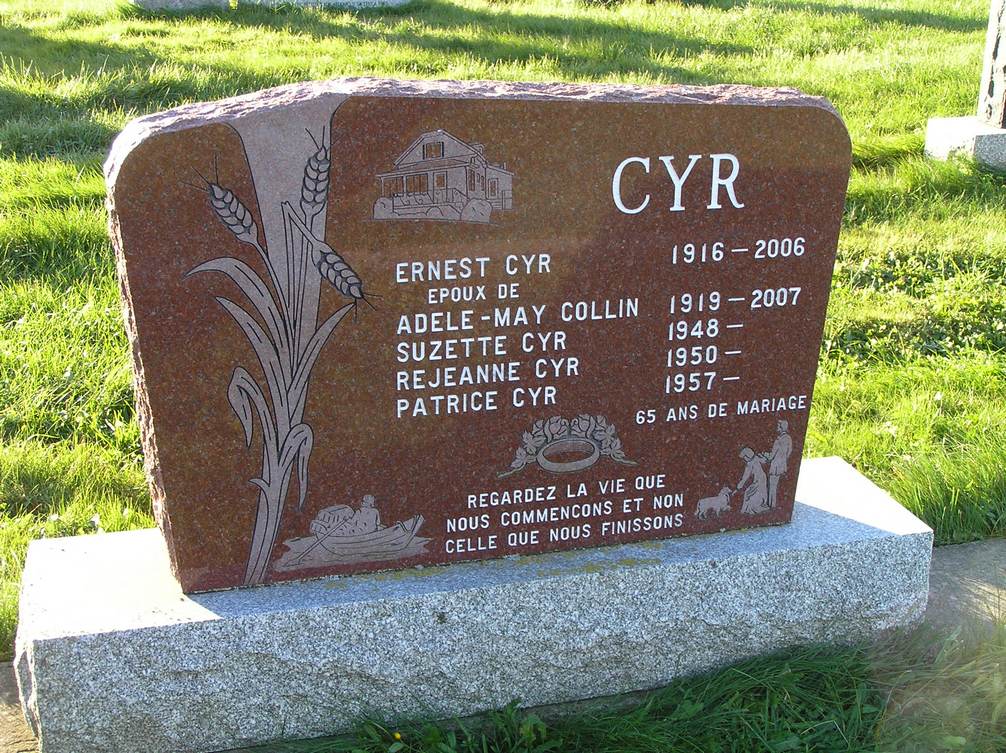 CYR
ERNEST CYR 1916 – 2006
EPOUX DE
ADELE-MAY COLLIN 1919 – 2007
SUZETTE CYR 1948 –
REJEANNE CYR 1950 –
PATRICE CYR 1957 –
65 ANS DE MARIAGE
REGARDEZ LA VIE QUE
NOUS COMMENCONS ET NON
CELLE QUE NOUS FINISSONS